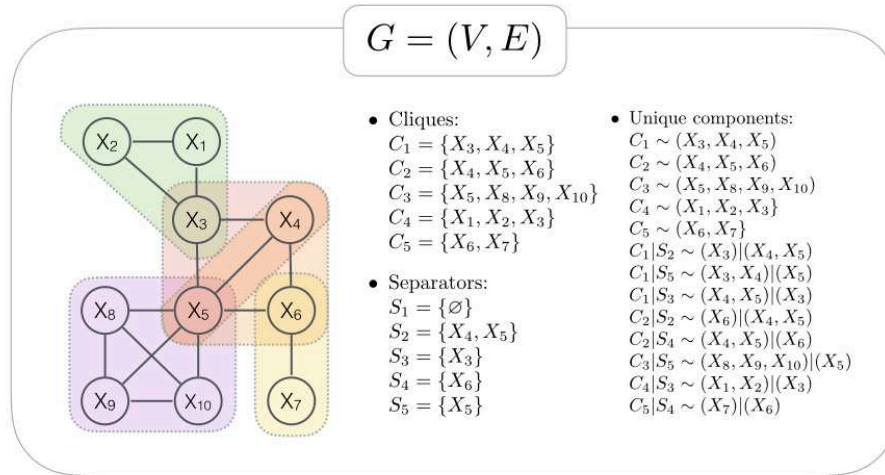 G = (V, E)
X₂ X₁
X₃ X₄
X₈ X₅ X₆
X₉ X₁₀ X₇
• Cliques:
C₁ = {X₃, X₄, X₅}
C₂ = {X₄, X₅, X₆}
C₃ = {X₅, X₈, X₉, X₁₀}
C₄ = {X₁, X₂, X₃}
C₅ = {X₆, X₇}
• Separators:
S₁ = {∅}
S₂ = {X₄, X₅}
S₃ = {X₃}
S₄ = {X₆}
S₅ = {X₅}
• Unique components:
C₁ ∼ (X₃, X₄, X₅)
C₂ ∼ (X₄, X₅, X₆)
C₃ ∼ (X₅, X₈, X₉, X₁₀)
C₄ ∼ (X₁, X₂, X₃}
C₅ ∼ (X₆, X₇}
C₁|S₂ ∼ (X₃)|(X₄, X₅)
C₁|S₅ ∼ (X₃, X₄)|(X₅)
C₁|S₃ ∼ (X₄, X₅)|(X₃)
C₂|S₂ ∼ (X₆)|(X₄, X₅)
C₂|S₄ ∼ (X₄, X₅)|(X₆)
C₃|S₅ ∼ (X₈, X₉, X₁₀)|(X₅)
C₄|S₃ ∼ (X₁, X₂)|(X₃)
C₅|S₄ ∼ (X₇)|(X₆)